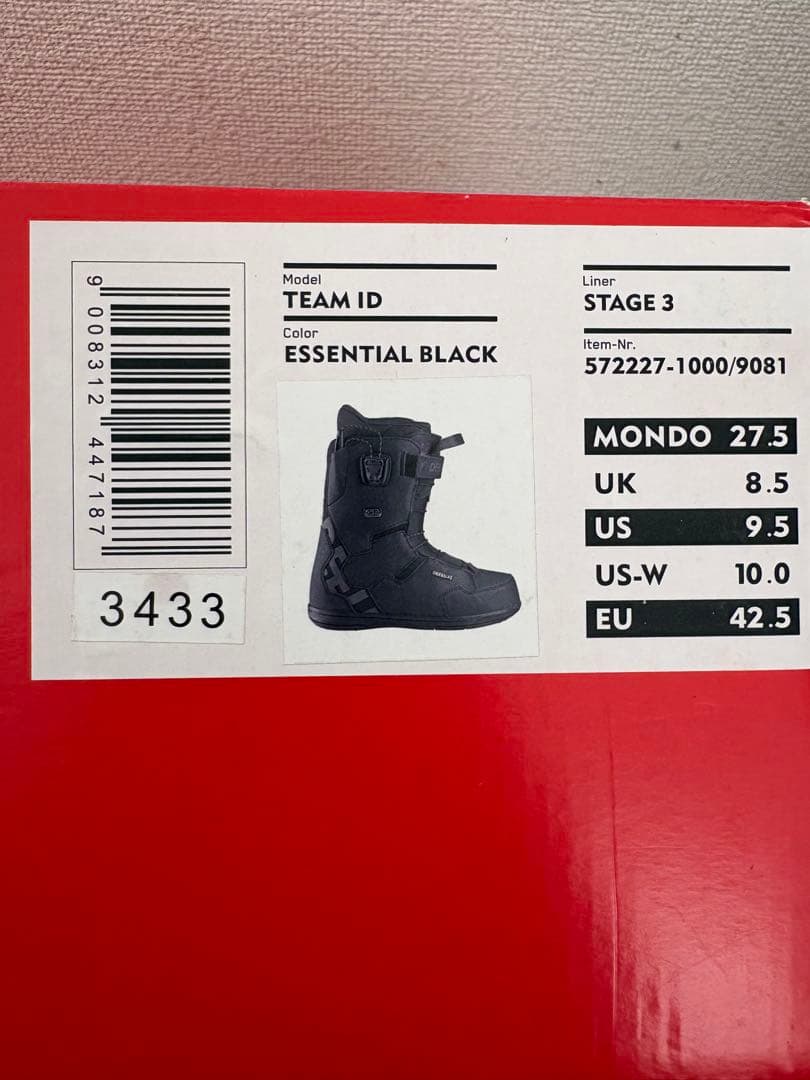 9 008312 447187
3433
Model
TEAM ID
Color
ESSENTIAL BLACK
Liner
STAGE 3
Item-Nr.
572227-1000/9081
MONDO 27.5
UK 8.5
US 9.5
US-W 10.0
EU 42.5